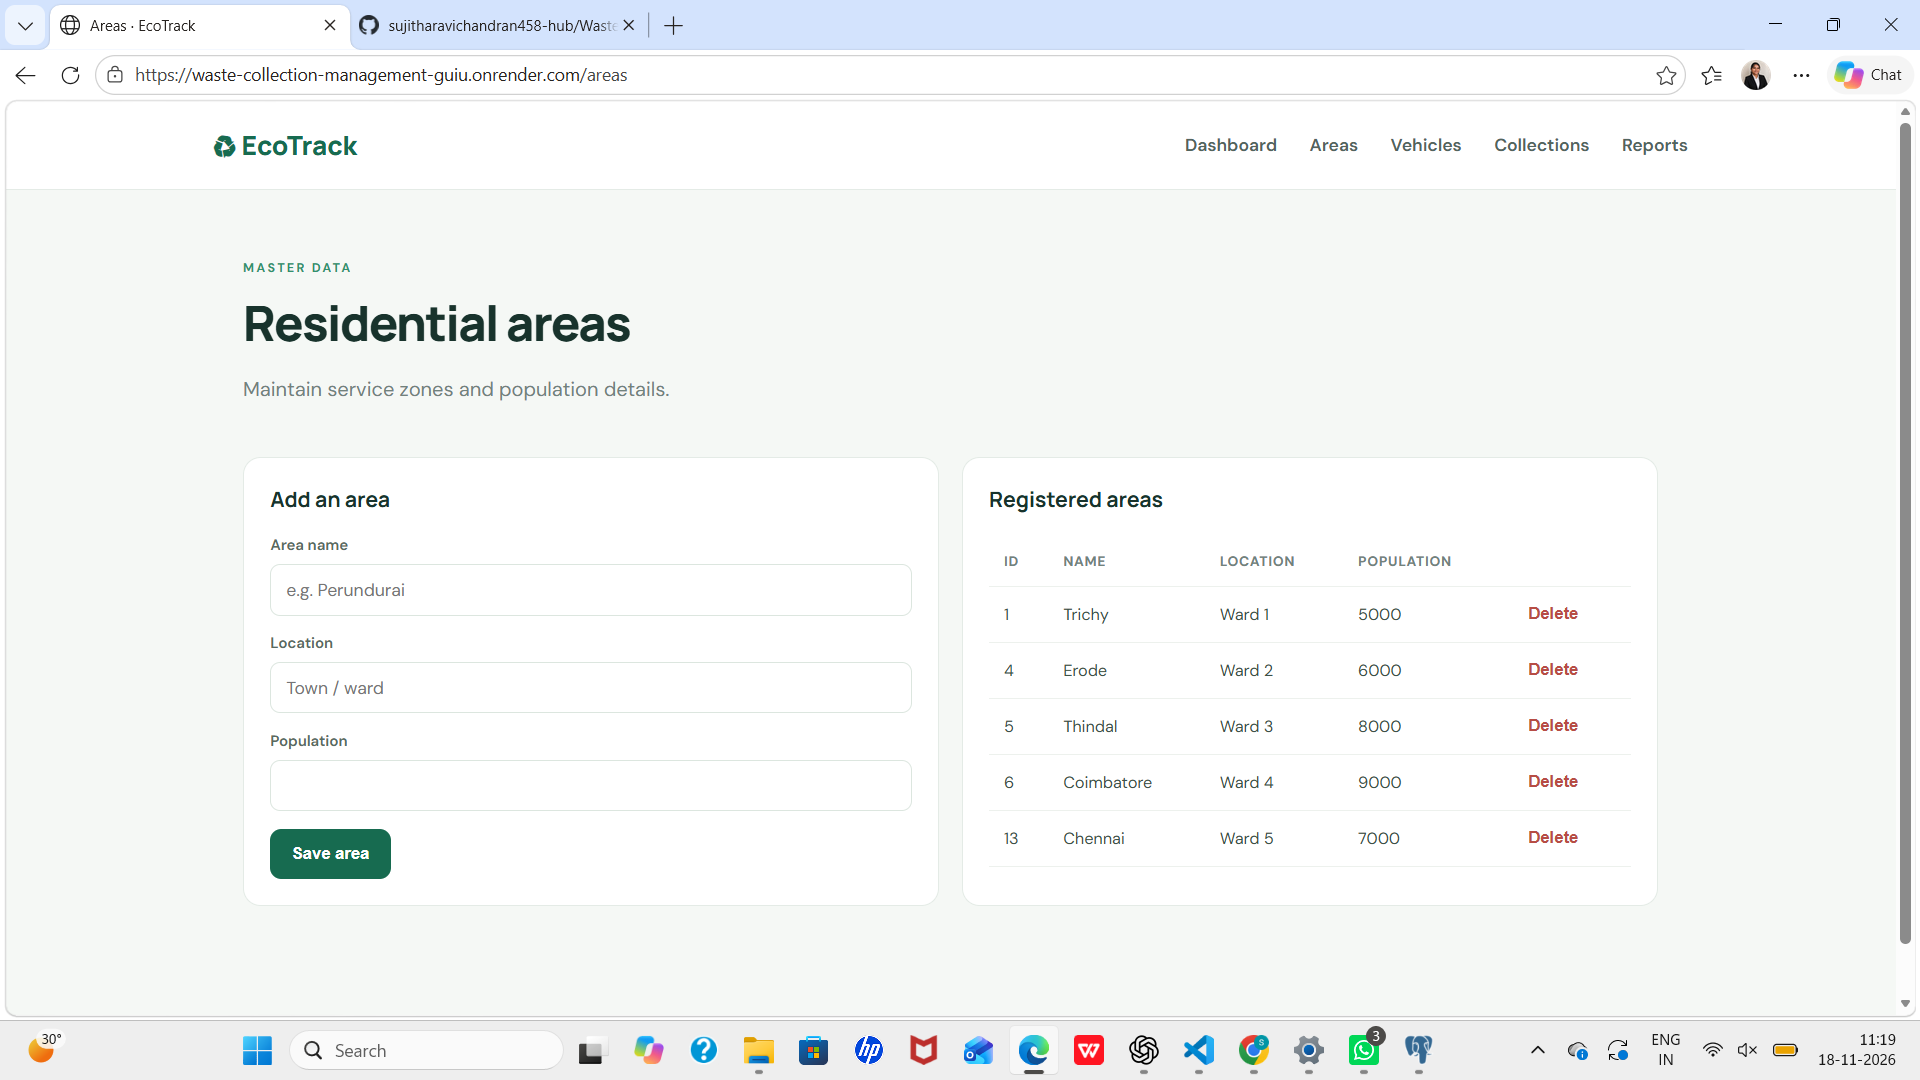 Areas · EcoTrack
sujitharavichandran458-hub/Waste
https://waste-collection-management-guiu.onrender.com/areas
Chat
EcoTrack
Dashboard Areas Vehicles Collections Reports
MASTER DATA
Residential areas
Maintain service zones and population details.
Add an area
Area name
e.g. Perundurai
Location
Town / ward
Population
Save area
Registered areas
ID NAME LOCATION POPULATION
1 Trichy Ward 1 5000 Delete
4 Erode Ward 2 6000 Delete
5 Thindal Ward 3 8000 Delete
6 Coimbatore Ward 4 9000 Delete
13 Chennai Ward 5 7000 Delete
30°
Search
hp
W
S
3
ENG
IN
11:19
18-11-2026